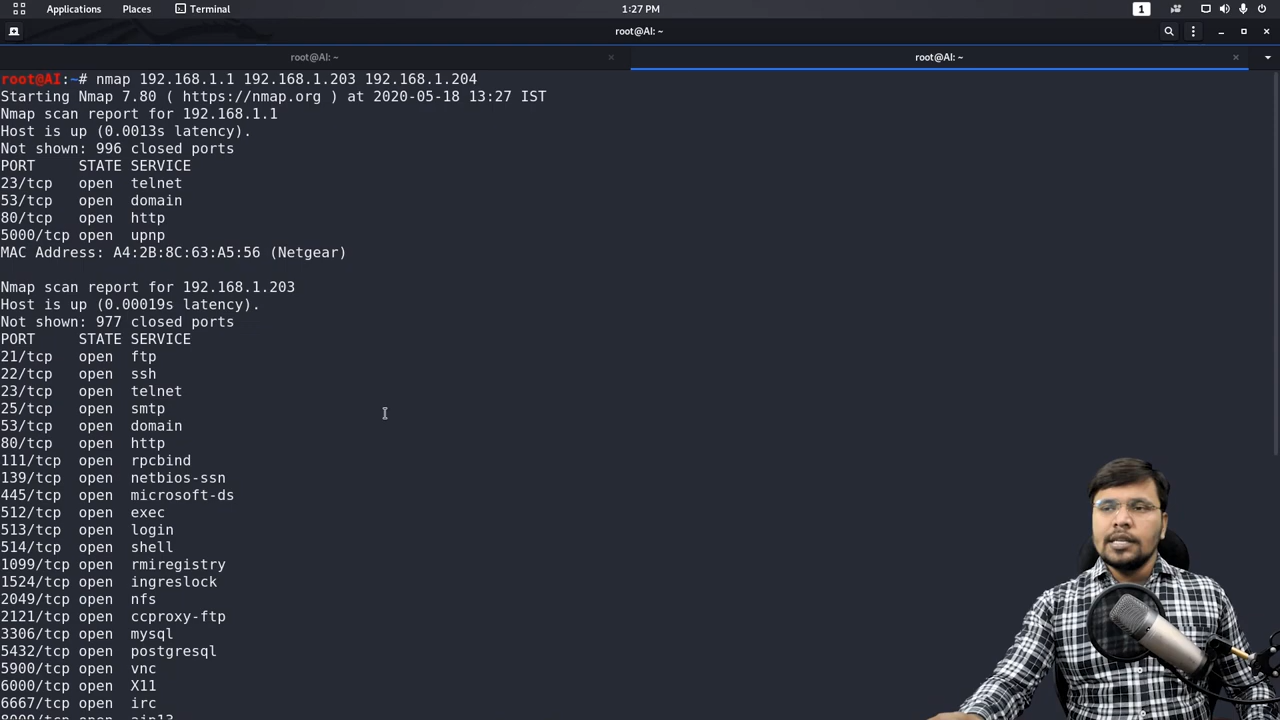 Applications Places Terminal 1:27 PM 1
root@AI: ~
root@AI: ~ root@AI: ~
root@AI:~# nmap 192.168.1.1 192.168.1.203 192.168.1.204
Starting Nmap 7.80 ( https://nmap.org ) at 2020-05-18 13:27 IST
Nmap scan report for 192.168.1.1
Host is up (0.0013s latency).
Not shown: 996 closed ports
PORT     STATE SERVICE
23/tcp   open  telnet
53/tcp   open  domain
80/tcp   open  http
5000/tcp open  upnp
MAC Address: A4:2B:8C:63:A5:56 (Netgear)
Nmap scan report for 192.168.1.203
Host is up (0.00019s latency).
Not shown: 977 closed ports
PORT     STATE SERVICE
21/tcp   open  ftp
22/tcp   open  ssh
23/tcp   open  telnet
25/tcp   open  smtp
53/tcp   open  domain
80/tcp   open  http
111/tcp  open  rpcbind
139/tcp  open  netbios-ssn
445/tcp  open  microsoft-ds
512/tcp  open  exec
513/tcp  open  login
514/tcp  open  shell
1099/tcp open  rmiregistry
1524/tcp open  ingreslock
2049/tcp open  nfs
2121/tcp open  ccproxy-ftp
3306/tcp open  mysql
5432/tcp open  postgresql
5900/tcp open  vnc
6000/tcp open  X11
6667/tcp open  irc